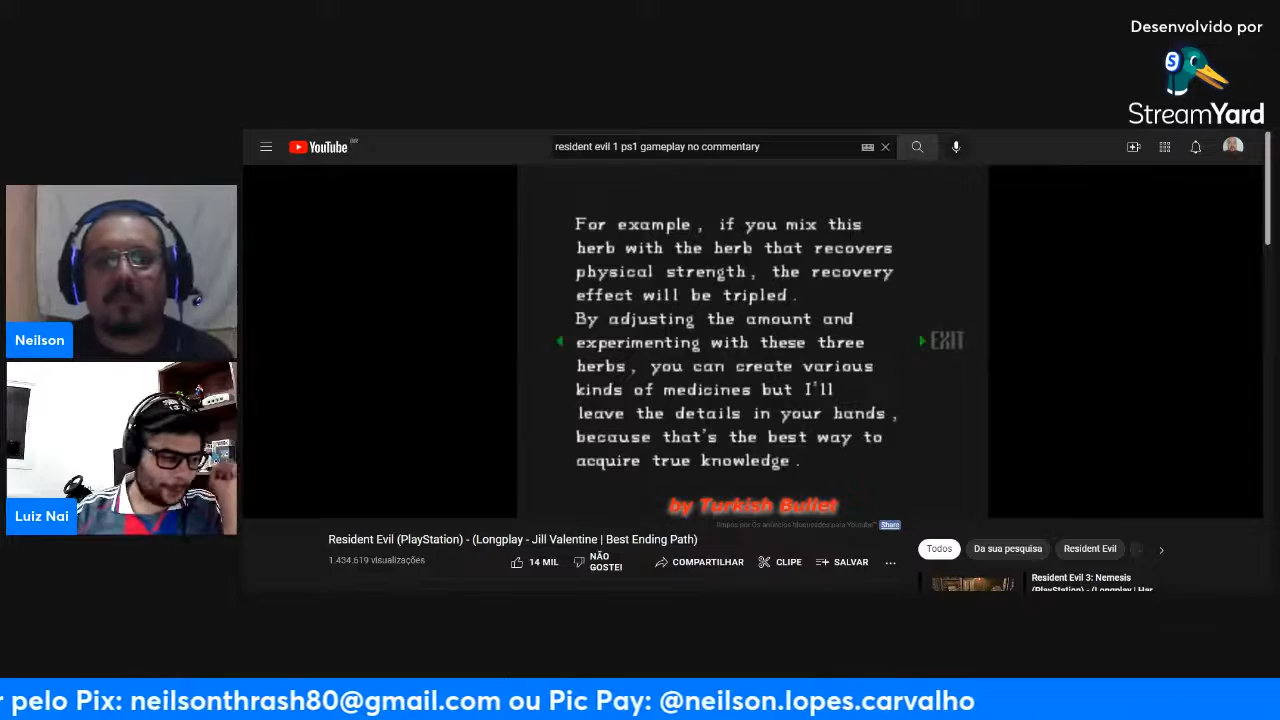 Desenvolvido por
StreamYard
YouTube
resident evil 1 ps1 gameplay no commentary
For example, if you mix this
herb with the herb that recovers
physical strength, the recovery
effect will be tripled.
By adjusting the amount and
experimenting with these three
herbs, you can create various
kinds of medicines but I'll
leave the details in your hands,
because that's the best way to
acquire true knowledge.
EXIT
by Turkish Bullet
Share
Resident Evil (PlayStation) - (Longplay - Jill Valentine | Best Ending Path)
1.434.619 visualizações
14 MIL
NÃO
GOSTEI
COMPARTILHAR
CLIPE
SALVAR
Todos
Da sua pesquisa
Resident Evil
Resident Evil 3: Nemesis
(PlayStation) - (Longplay | Har
Neilson
Luiz Nai
r pelo Pix: neilsonthrash80@gmail.com ou Pic Pay: @neilson.lopes.carvalho